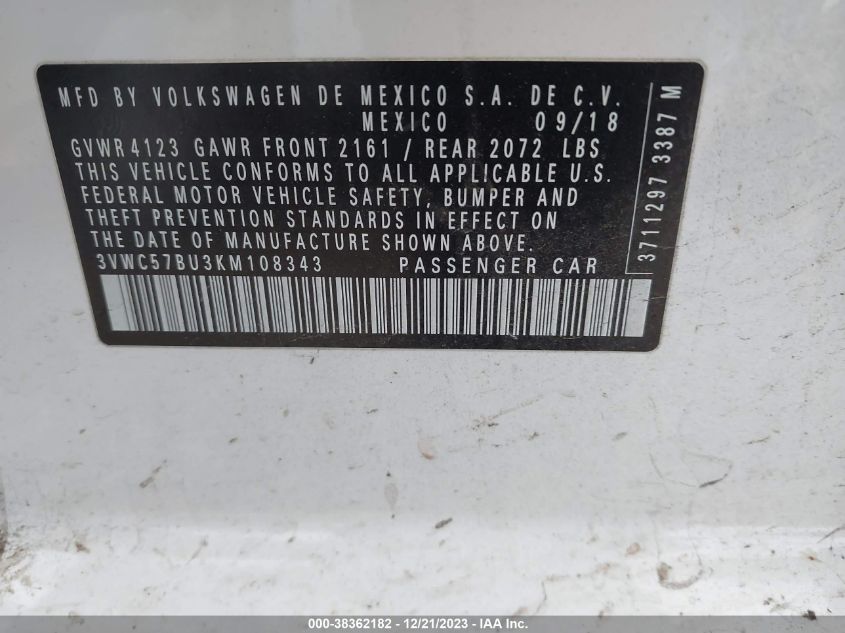 MFD BY VOLKSWAGEN DE MEXICO S.A. DE C.V.
MEXICO 09/18
GVWR 4123 GAWR FRONT 2161 / REAR 2072 LBS
THIS VEHICLE CONFORMS TO ALL APPLICABLE U.S.
FEDERAL MOTOR VEHICLE SAFETY, BUMPER AND
THEFT PREVENTION STANDARDS IN EFFECT ON
THE DATE OF MANUFACTURE SHOWN ABOVE.
3VWC57BU3KM108343 PASSENGER CAR
3711297 3387 M
000-38362182 - 12/21/2023 - IAA Inc.